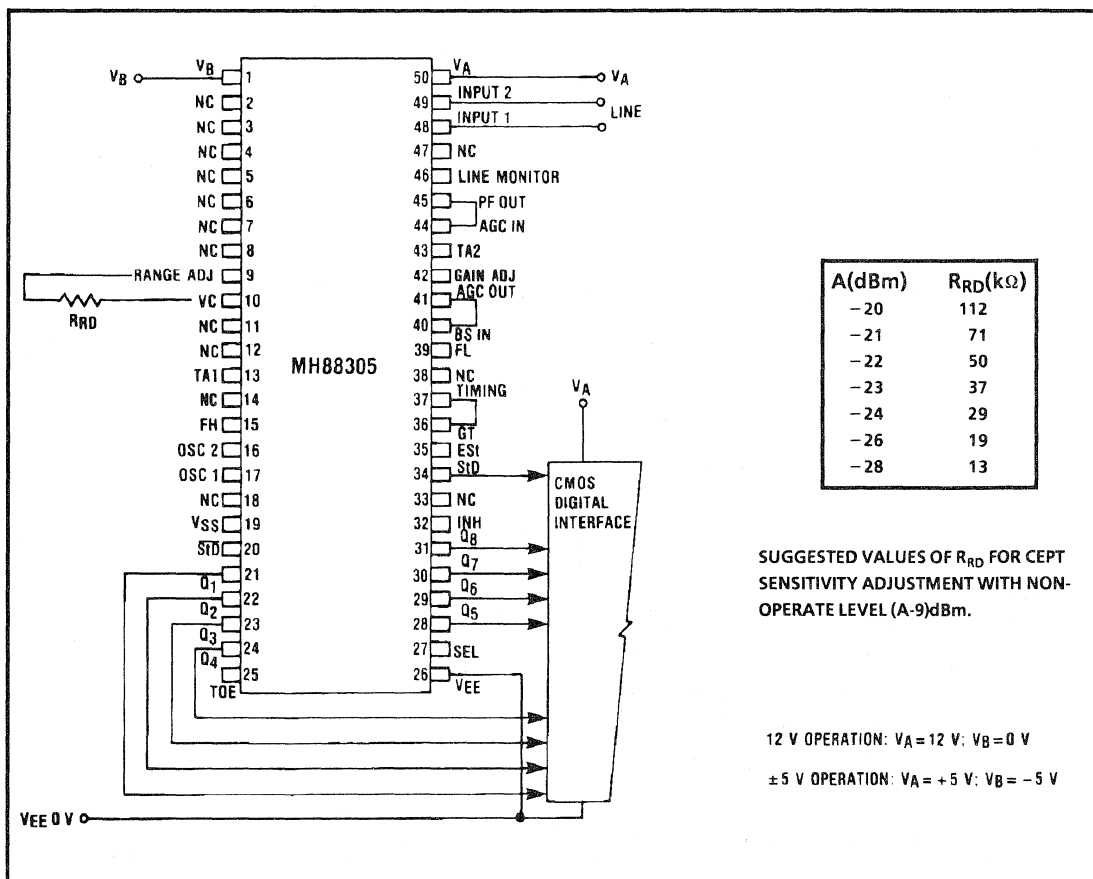 VB VB 1
NC 2
NC 3
NC 4
NC 5
NC 6
NC 7
NC 8
RANGE ADJ 9
RRD VC 10
NC 11
NC 12
TA1 13
NC 14
FH 15
OSC 2 16
OSC 1 17
NC 18
VSS 19
StD 20
21
Q1 22
Q2 23
Q3 24
Q4 25
TOE
MH88305
50 VA VA
49 INPUT 2
LINE
48 INPUT 1
47 NC
46 LINE MONITOR
45 PF OUT
44 AGC IN
43 TA2
42 GAIN ADJ
41 AGC OUT
40 BS IN
39 FL
38 NC
37 TIMING
36 GT
35 ESt
34 StD
33 NC
32 INH
31 Q8
30 Q7
29 Q6
28 Q5
27 SEL
26 VEE
VA
CMOS
DIGITAL
INTERFACE
VEE 0 V
A(dBm) RRD(kΩ)
−20 112
−21 71
−22 50
−23 37
−24 29
−26 19
−28 13
SUGGESTED VALUES OF RRD FOR CEPT
SENSITIVITY ADJUSTMENT WITH NON-
OPERATE LEVEL (A-9)dBm.
12 V OPERATION: VA=12 V; VB=0 V
±5 V OPERATION: VA=+5 V; VB=−5 V